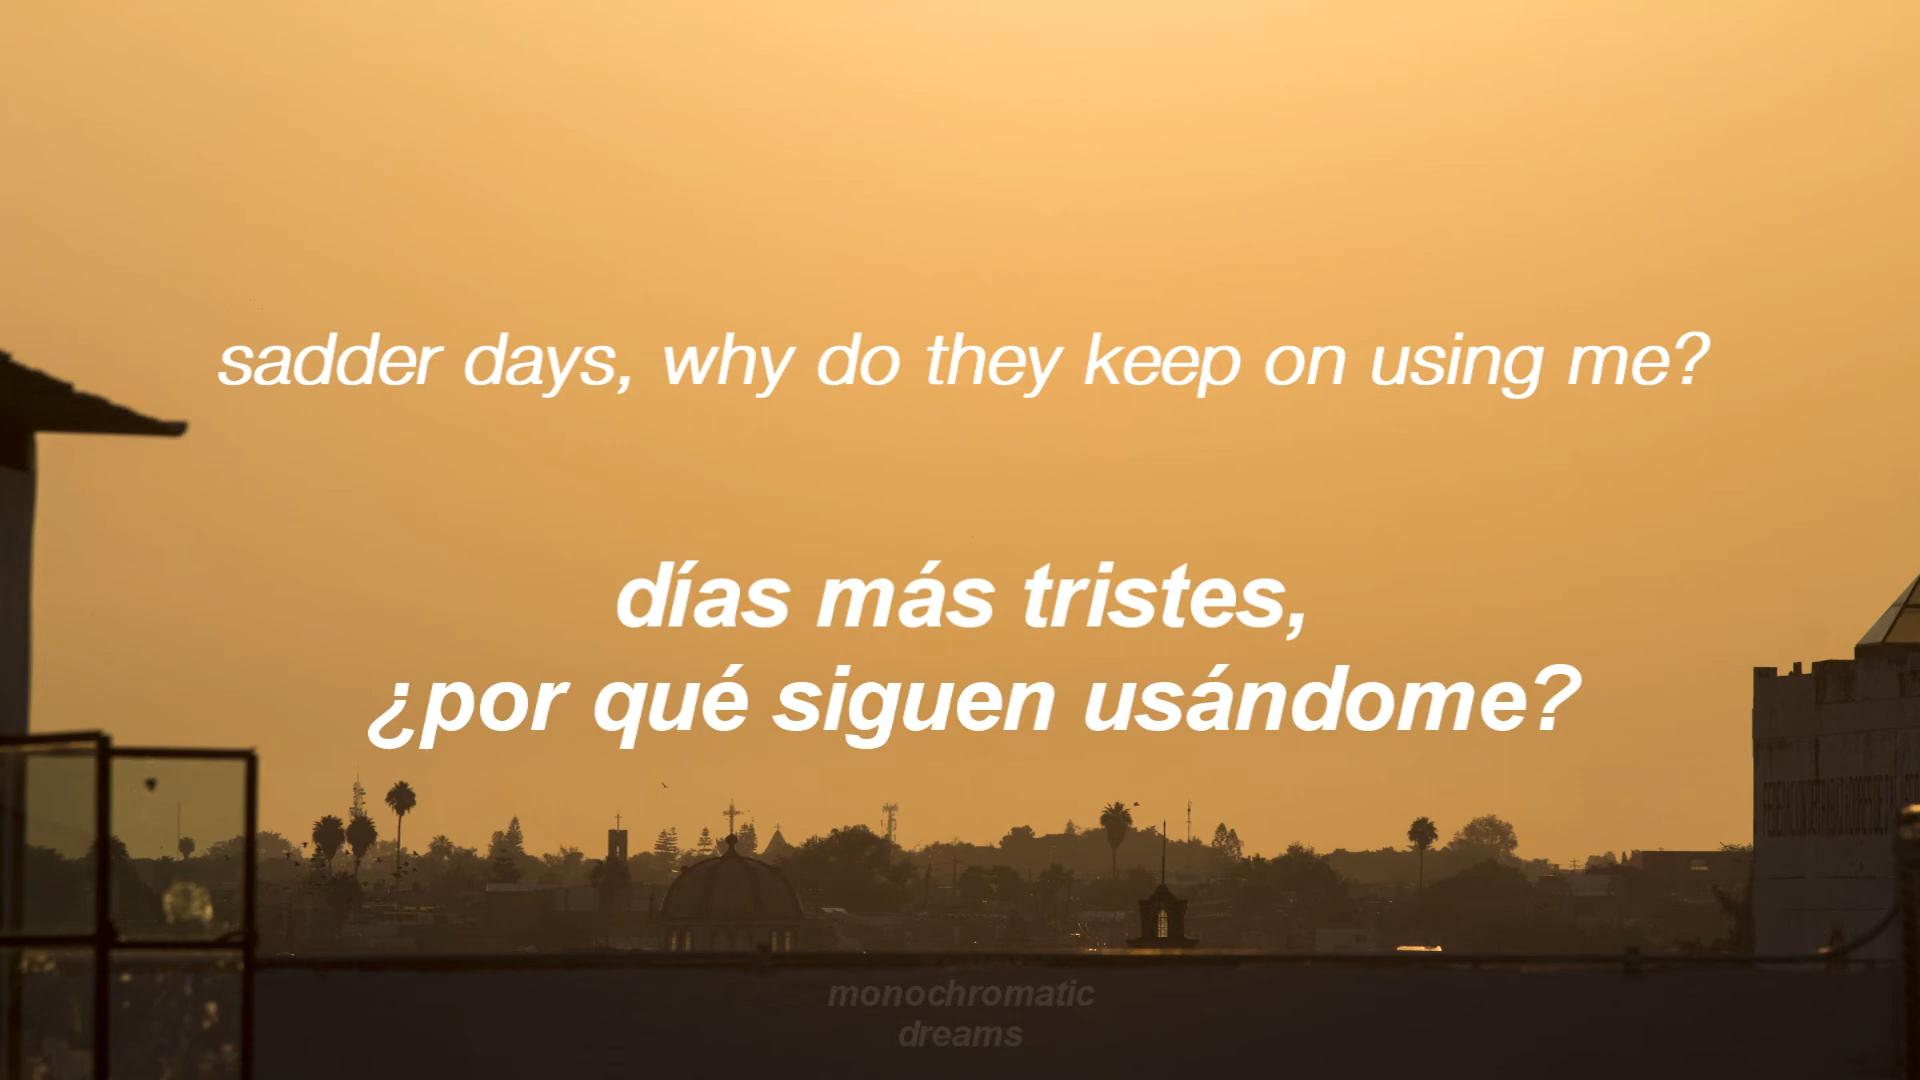 sadder days, why do they keep on using me?
días más tristes,
¿por qué siguen usándome?
monochromatic
dreams